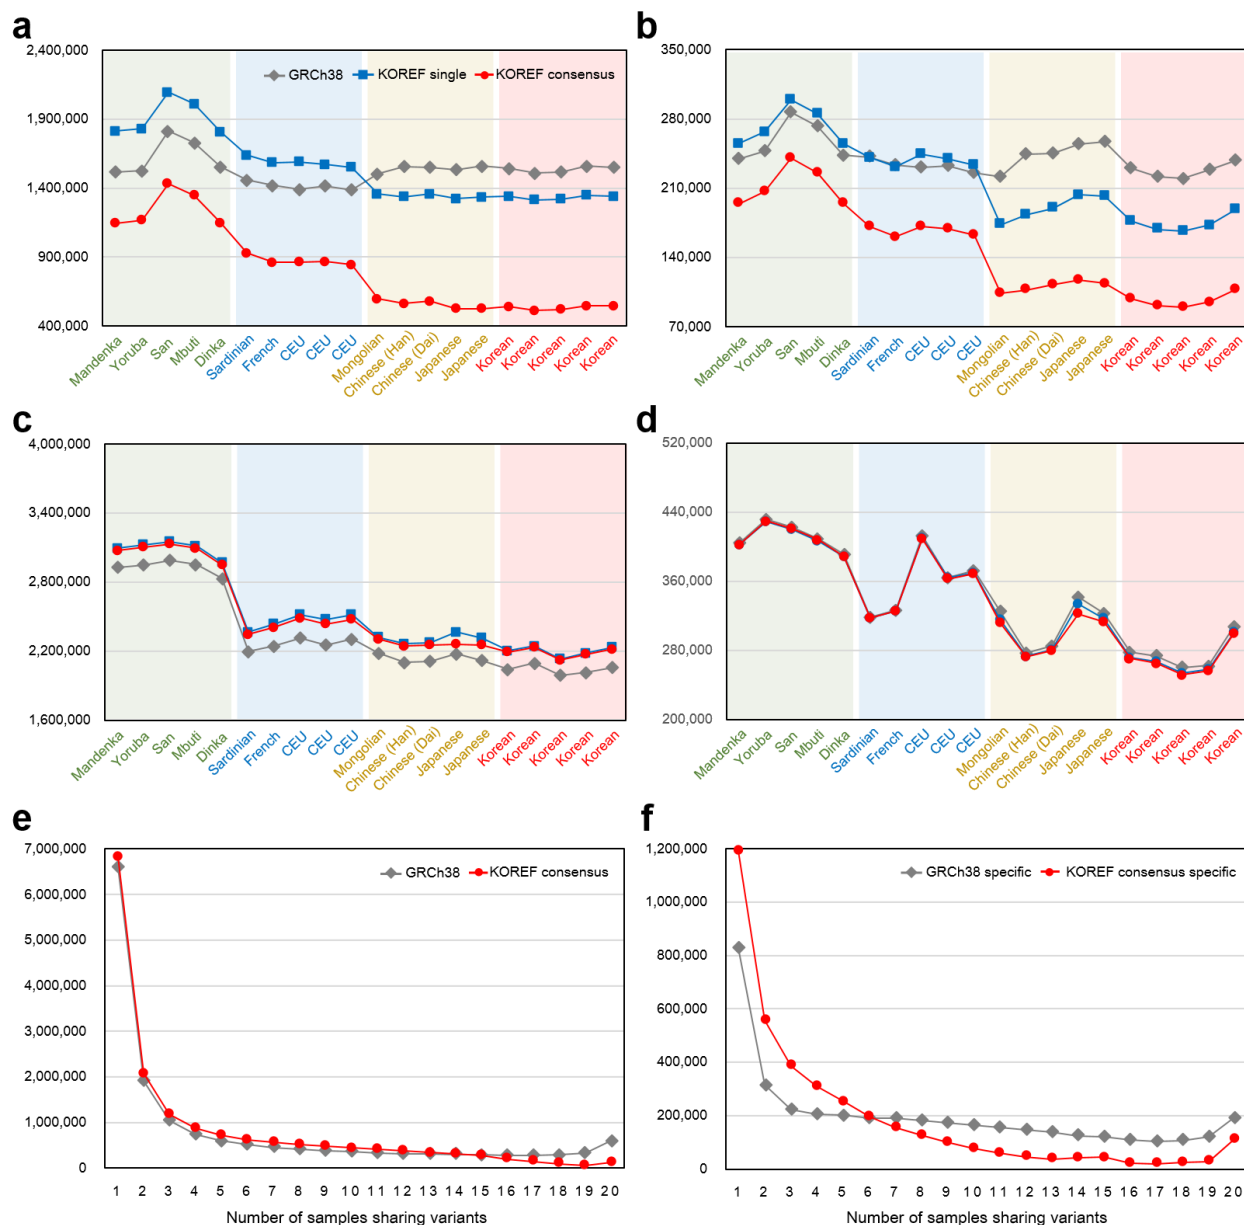 a
2,400,000
1,900,000
1,400,000
900,000
400,000
GRCh38 KOREF single KOREF consensus
Mandenka Yoruba San Mbuti Dinka Sardinian French CEU CEU CEU Mongolian Chinese (Han) Chinese (Dai) Japanese Japanese Korean Korean Korean Korean Korean
b
350,000
280,000
210,000
140,000
70,000
Mandenka Yoruba San Mbuti Dinka Sardinian French CEU CEU CEU Mongolian Chinese (Han) Chinese (Dai) Japanese Japanese Korean Korean Korean Korean Korean
c
4,000,000
3,400,000
2,800,000
2,200,000
1,600,000
Mandenka Yoruba San Mbuti Dinka Sardinian French CEU CEU CEU Mongolian Chinese (Han) Chinese (Dai) Japanese Japanese Korean Korean Korean Korean Korean
d
520,000
440,000
360,000
280,000
200,000
Mandenka Yoruba San Mbuti Dinka Sardinian French CEU CEU CEU Mongolian Chinese (Han) Chinese (Dai) Japanese Japanese Korean Korean Korean Korean Korean
e
7,000,000
6,000,000
5,000,000
4,000,000
3,000,000
2,000,000
1,000,000
0
GRCh38 KOREF consensus
1 2 3 4 5 6 7 8 9 10 11 12 13 14 15 16 17 18 19 20
Number of samples sharing variants
f
1,200,000
1,000,000
800,000
600,000
400,000
200,000
0
GRCh38 specific KOREF consensus specific
1 2 3 4 5 6 7 8 9 10 11 12 13 14 15 16 17 18 19 20
Number of samples sharing variants